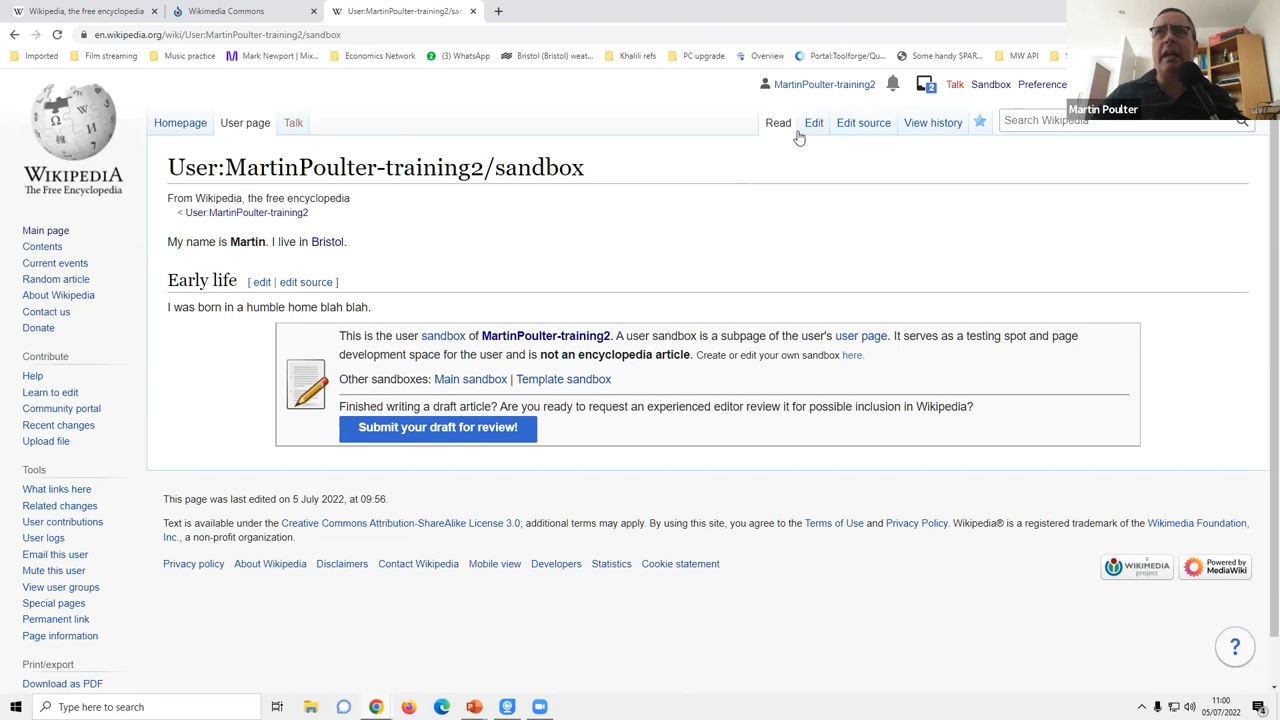 Wikipedia, the free encyclopedia
Wikimedia Commons
User:MartinPoulter-training2/san
en.wikipedia.org/wiki/User:MartinPoulter-training2/sandbox
Imported
Film streaming
Music practice
Mark Newport | Mix...
Economics Network
(3) WhatsApp
Bristol (Bristol) weat...
Khalili refs
PC upgrade
Overview
Portal:Toolforge/Qu...
Some handy SPAR...
MW API
MartinPoulter-training2
2
Talk
Sandbox
Preference
Martin Poulter
Homepage
User page
Talk
Read
Edit
Edit source
View history
Search Wikipedia
WIKIPEDIA
The Free Encyclopedia
User:MartinPoulter-training2/sandbox
From Wikipedia, the free encyclopedia
< User:MartinPoulter-training2
My name is Martin. I live in Bristol.
Early life [ edit | edit source ]
I was born in a humble home blah blah.
This is the user sandbox of MartinPoulter-training2. A user sandbox is a subpage of the user's user page. It serves as a testing spot and page
development space for the user and is not an encyclopedia article. Create or edit your own sandbox here.
Other sandboxes: Main sandbox | Template sandbox
Finished writing a draft article? Are you ready to request an experienced editor review it for possible inclusion in Wikipedia?
Submit your draft for review!
This page was last edited on 5 July 2022, at 09:56.
Text is available under the Creative Commons Attribution-ShareAlike License 3.0; additional terms may apply. By using this site, you agree to the Terms of Use and Privacy Policy. Wikipedia® is a registered trademark of the Wikimedia Foundation,
Inc., a non-profit organization.
Privacy policy
About Wikipedia
Disclaimers
Contact Wikipedia
Mobile view
Developers
Statistics
Cookie statement
A
WIKIMEDIA
project
Powered by
MediaWiki
Main page
Contents
Current events
Random article
About Wikipedia
Contact us
Donate
Contribute
Help
Learn to edit
Community portal
Recent changes
Upload file
Tools
What links here
Related changes
User contributions
User logs
Email this user
Mute this user
View user groups
Special pages
Permanent link
Page information
Print/export
Download as PDF
?
Type here to search
11:00
05/07/2022
4